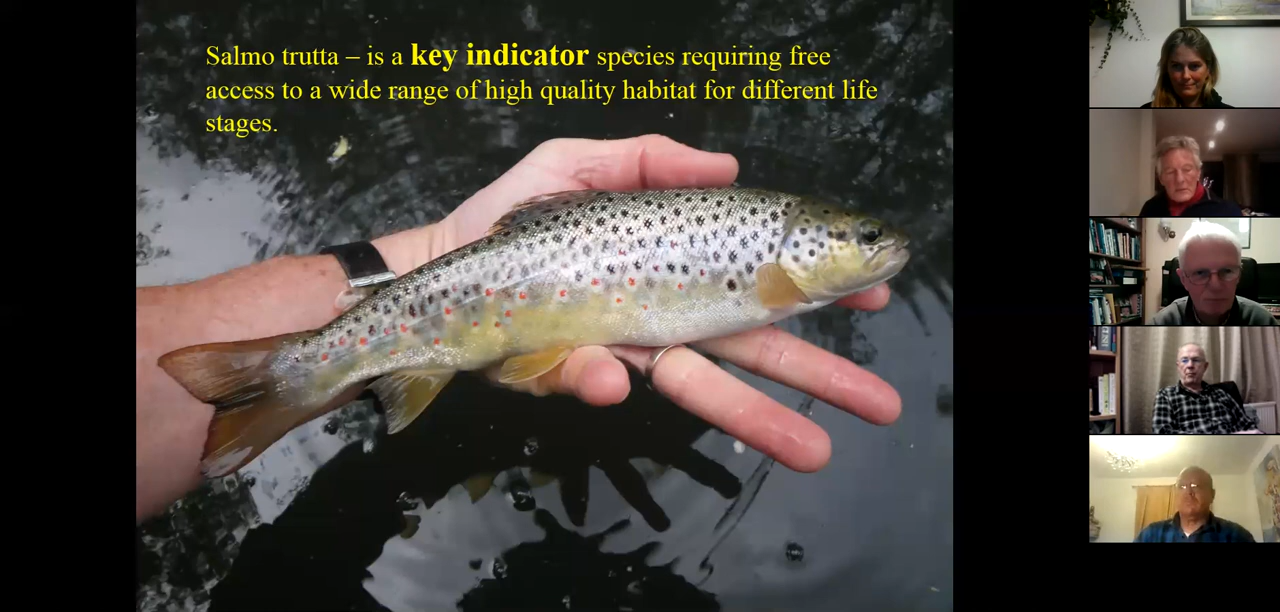 Salmo trutta – is a key indicator species requiring free
access to a wide range of high quality habitat for different life
stages.